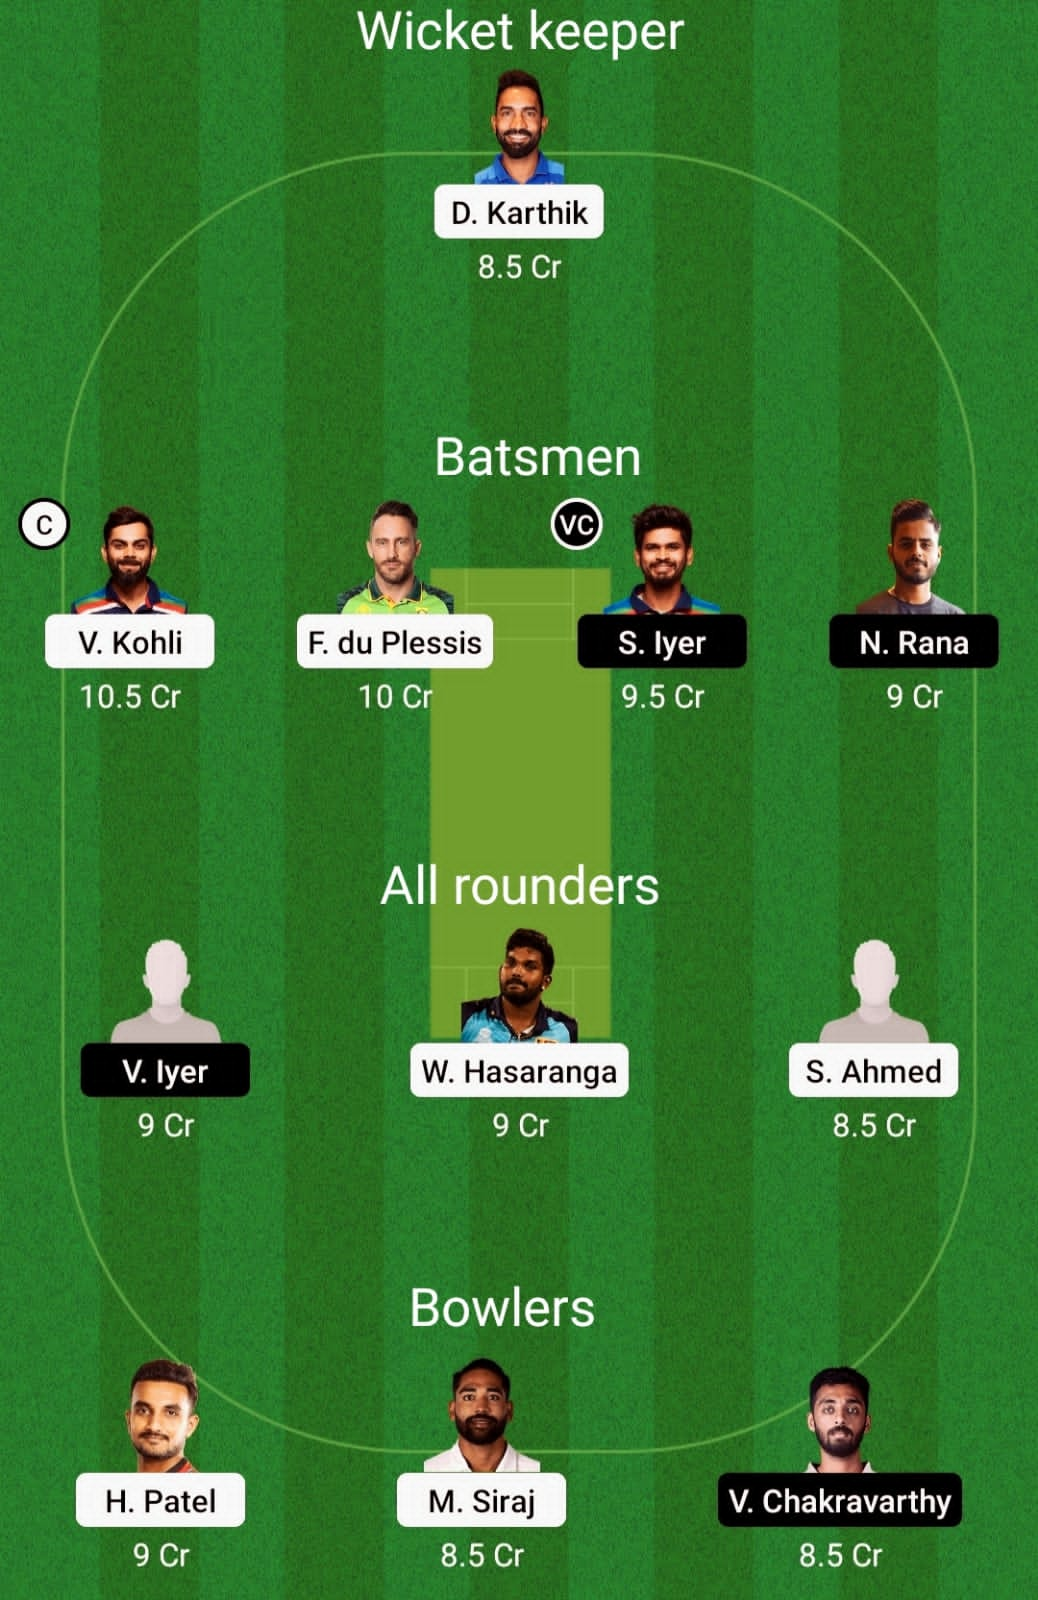 Wicket keeper
D. Karthik
8.5 Cr
Batsmen
C
VC
V. Kohli
F. du Plessis
S. Iyer
N. Rana
10.5 Cr
10 Cr
9.5 Cr
9 Cr
All rounders
V. Iyer
W. Hasaranga
S. Ahmed
9 Cr
9 Cr
8.5 Cr
Bowlers
H. Patel
M. Siraj
V. Chakravarthy
9 Cr
8.5 Cr
8.5 Cr